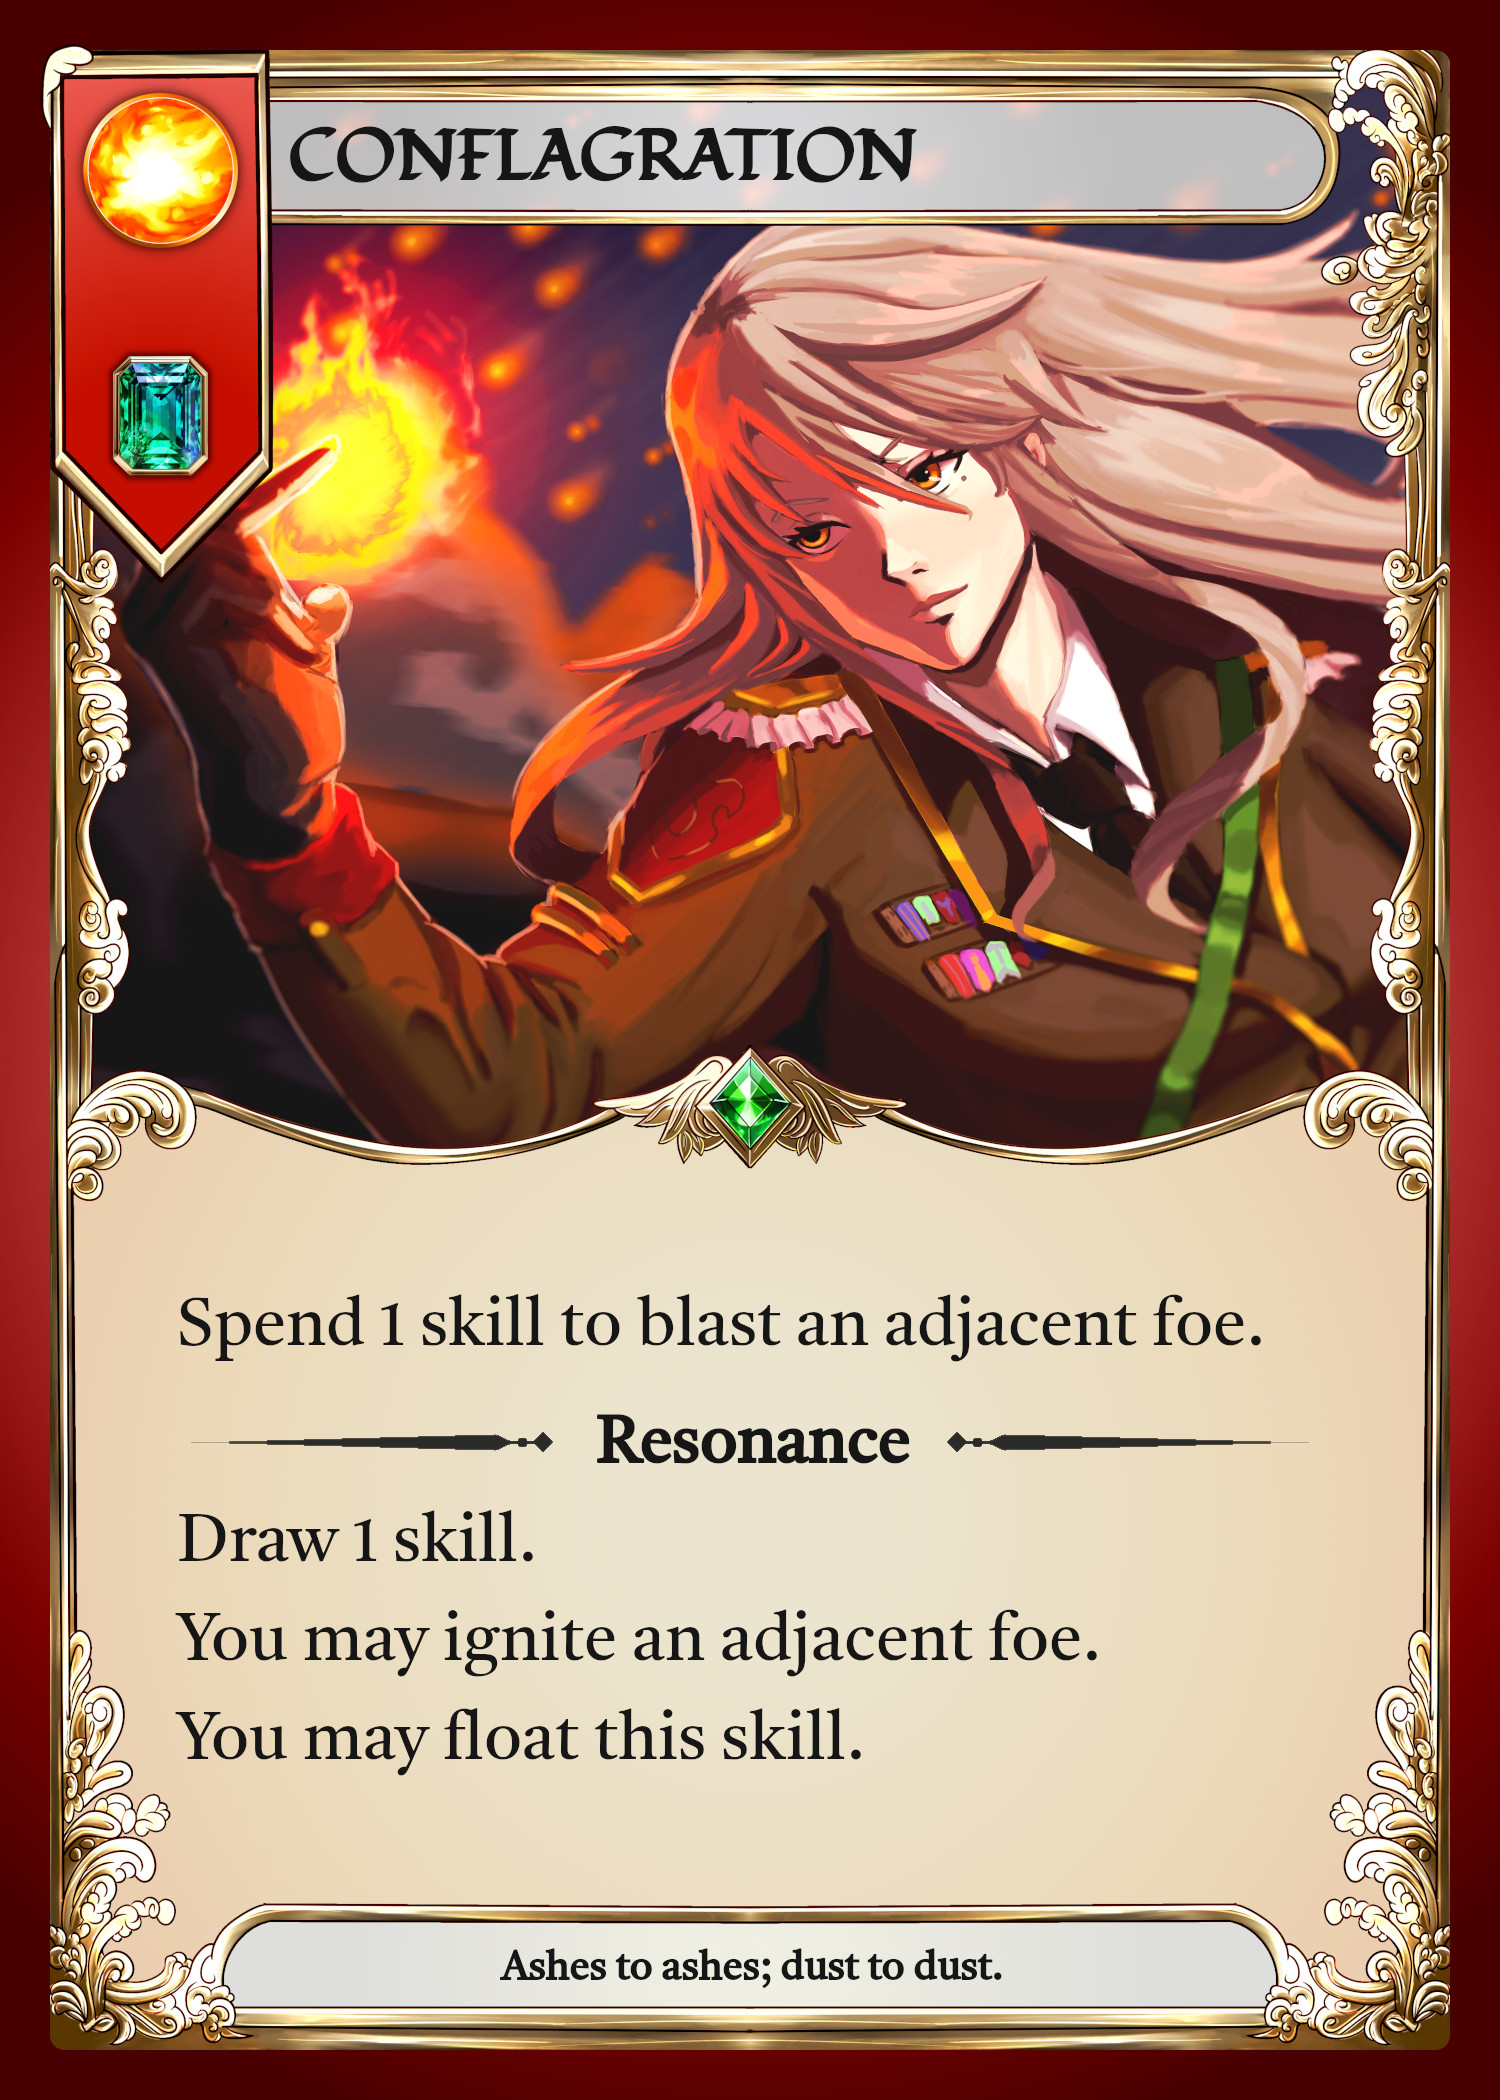 CONFLAGRATION
Spend 1 skill to blast an adjacent foe.
Resonance
Draw 1 skill.
You may ignite an adjacent foe.
You may float this skill.
Ashes to ashes; dust to dust.